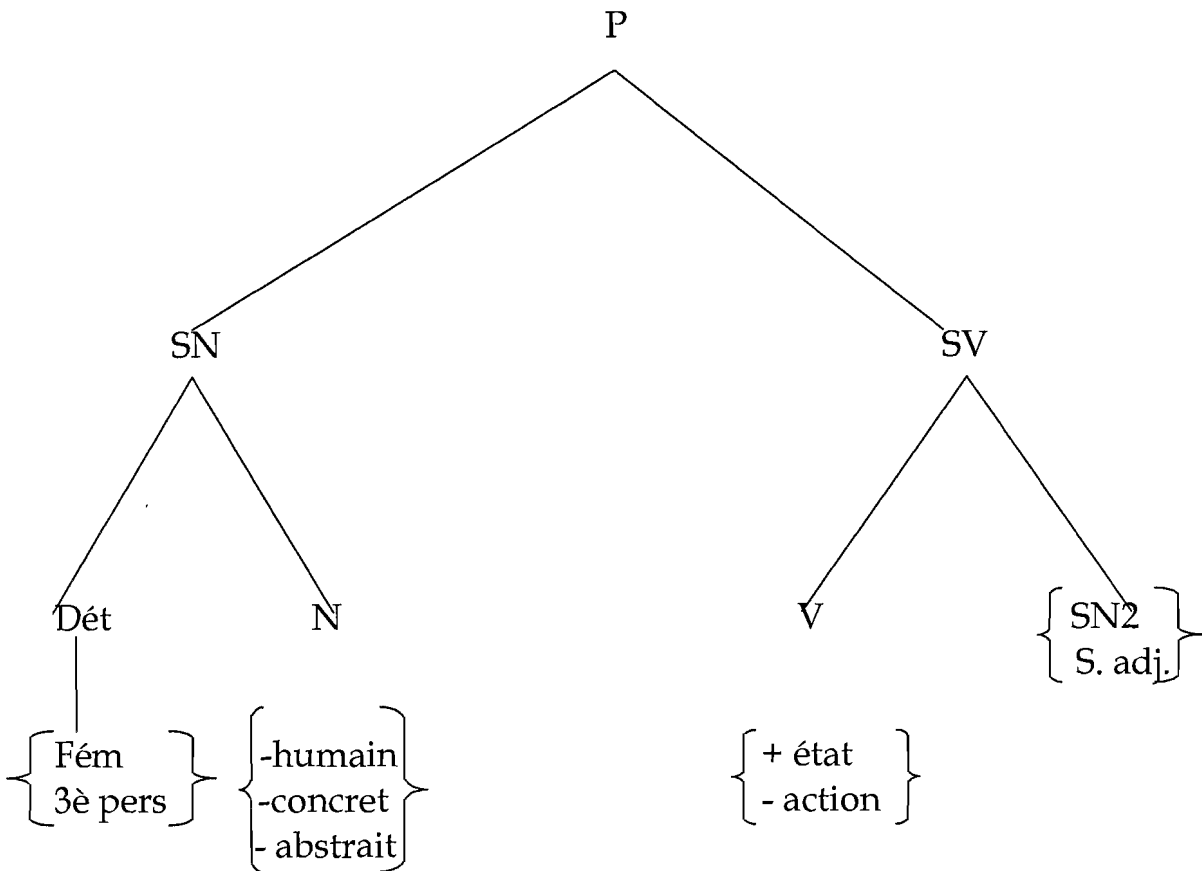 P
SN
SV
Dét
N
V
SN2
S. adj.
Fém
3è pers
-humain
-concret
- abstrait
+ état
- action